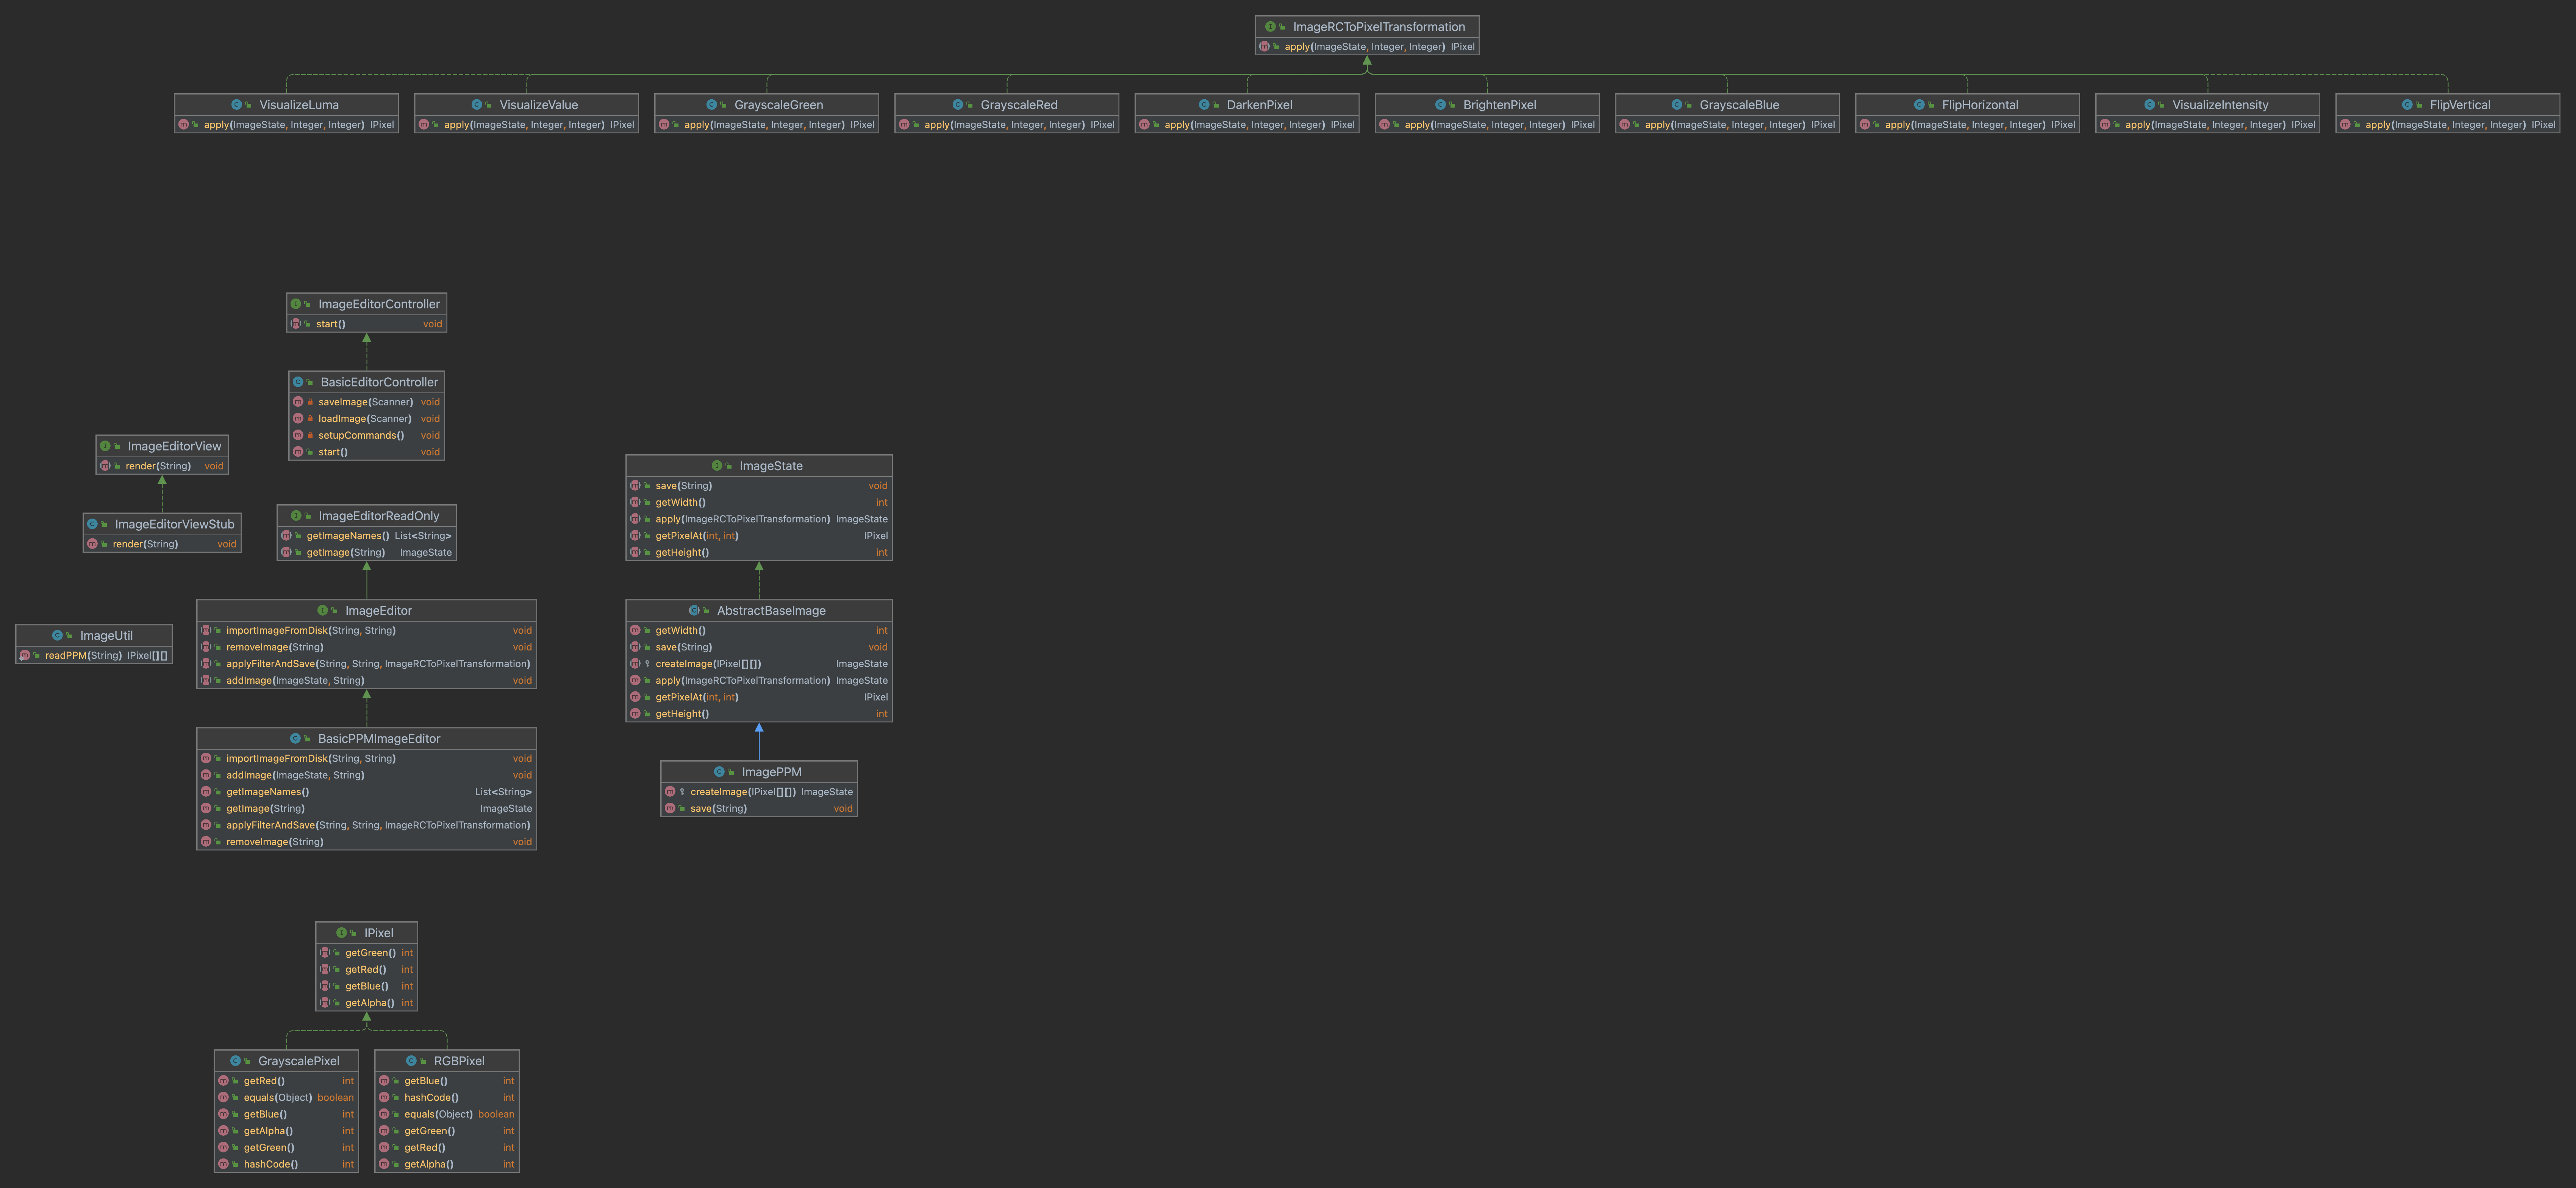 ImageRCToPixelTransformation
apply(ImageState, Integer, Integer) IPixel
VisualizeLuma
apply(ImageState, Integer, Integer) IPixel
VisualizeValue
apply(ImageState, Integer, Integer) IPixel
GrayscaleGreen
apply(ImageState, Integer, Integer) IPixel
GrayscaleRed
apply(ImageState, Integer, Integer) IPixel
DarkenPixel
apply(ImageState, Integer, Integer) IPixel
BrightenPixel
apply(ImageState, Integer, Integer) IPixel
GrayscaleBlue
apply(ImageState, Integer, Integer) IPixel
FlipHorizontal
apply(ImageState, Integer, Integer) IPixel
VisualizeIntensity
apply(ImageState, Integer, Integer) IPixel
FlipVertical
apply(ImageState, Integer, Integer) IPixel
ImageEditorController
start() void
BasicEditorController
saveImage(Scanner) void
loadImage(Scanner) void
setupCommands() void
start() void
ImageEditorView
render(String) void
ImageEditorViewStub
render(String) void
ImageEditorReadOnly
getImageNames() List<String>
getImage(String) ImageState
ImageState
save(String) void
getWidth() int
apply(ImageRCToPixelTransformation) ImageState
getPixelAt(int, int) IPixel
getHeight() int
ImageUtil
readPPM(String) IPixel[][]
ImageEditor
importImageFromDisk(String, String) void
removeImage(String) void
applyFilterAndSave(String, String, ImageRCToPixelTransformation)
addImage(ImageState, String) void
AbstractBaseImage
getWidth() int
save(String) void
createImage(IPixel[][]) ImageState
apply(ImageRCToPixelTransformation) ImageState
getPixelAt(int, int) IPixel
getHeight() int
BasicPPMImageEditor
importImageFromDisk(String, String) void
addImage(ImageState, String) void
getImageNames() List<String>
getImage(String) ImageState
applyFilterAndSave(String, String, ImageRCToPixelTransformation)
removeImage(String) void
ImagePPM
createImage(IPixel[][]) ImageState
save(String) void
IPixel
getGreen() int
getRed() int
getBlue() int
getAlpha() int
GrayscalePixel
getRed() int
equals(Object) boolean
getBlue() int
getAlpha() int
getGreen() int
hashCode() int
RGBPixel
getBlue() int
hashCode() int
equals(Object) boolean
getGreen() int
getRed() int
getAlpha() int